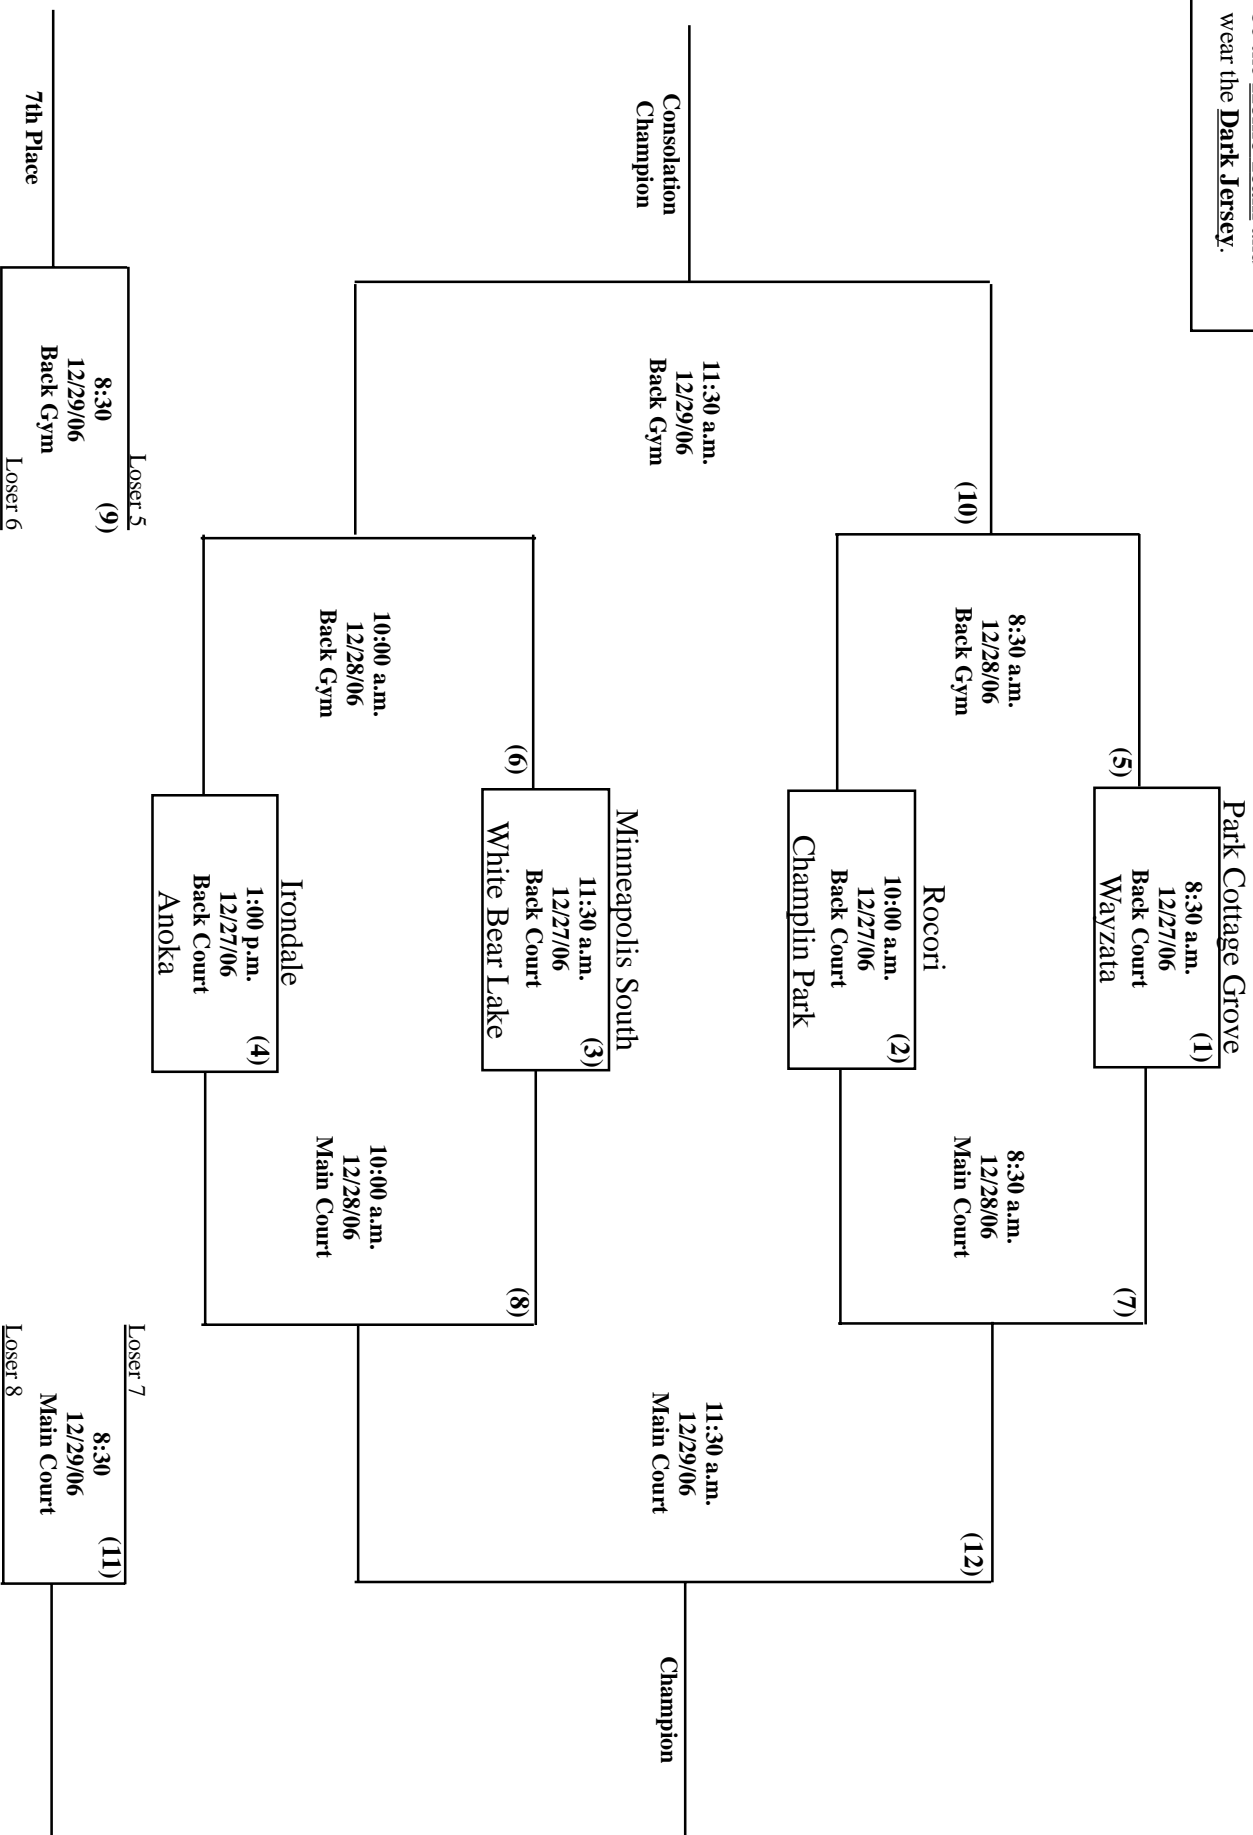 wear the Dark Jersey.
Park Cottage Grove
8:30 a.m.
12/27/06
Back Court
(1)
Wayzata
(5)
8:30 a.m.
12/28/06
Back Gym
8:30 a.m.
12/28/06
Main Court
(7)
Rocori
10:00 a.m.
12/27/06
Back Court
(2)
Champlin Park
(10)
11:30 a.m.
12/29/06
Back Gym
Consolation
Champion
11:30 a.m.
12/29/06
Main Court
(12)
Champion
Minneapolis South
11:30 a.m.
12/27/06
Back Court
(3)
White Bear Lake
(6)
10:00 a.m.
12/28/06
Back Gym
10:00 a.m.
12/28/06
Main Court
(8)
Irondale
1:00 p.m.
12/27/06
Back Court
(4)
Anoka
Loser 5
8:30
12/29/06
Back Gym
(9)
Loser 6
7th Place
Loser 7
8:30
12/29/06
Main Court
(11)
Loser 8